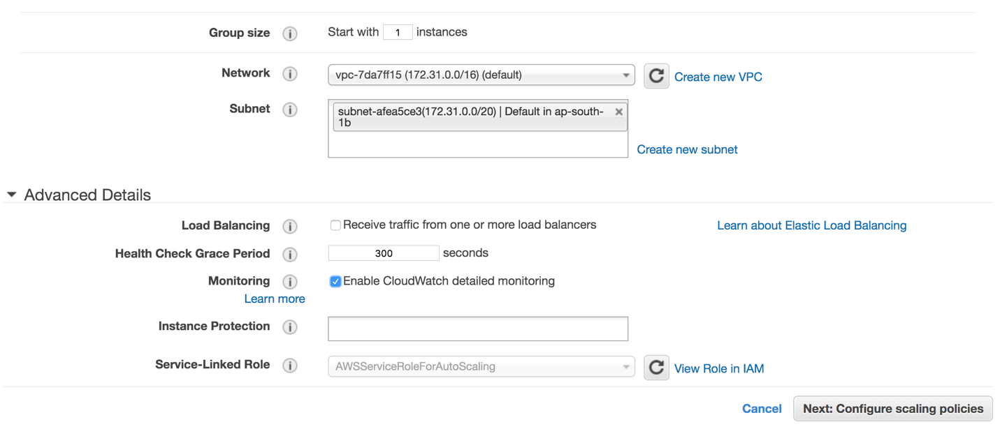 Group size i Start with 1 instances
Network i vpc-7da7ff15 (172.31.0.0/16) (default) Create new VPC
Subnet i subnet-afea5ce3(172.31.0.0/20) | Default in ap-south-
1b
Create new subnet
Advanced Details
Load Balancing i Receive traffic from one or more load balancers Learn about Elastic Load Balancing
Health Check Grace Period i 300 seconds
Monitoring i Enable CloudWatch detailed monitoring
Learn more
Instance Protection i
Service-Linked Role i AWSServiceRoleForAutoScaling View Role in IAM
Cancel Next: Configure scaling policies